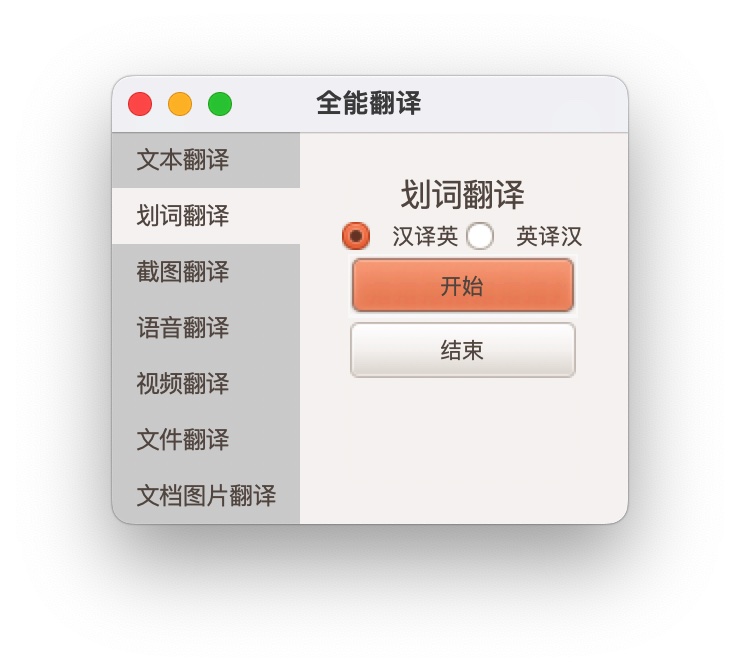 全能翻译
文本翻译
划词翻译
截图翻译
语音翻译
视频翻译
文件翻译
文档图片翻译
划词翻译
汉译英 英译汉
开始
结束